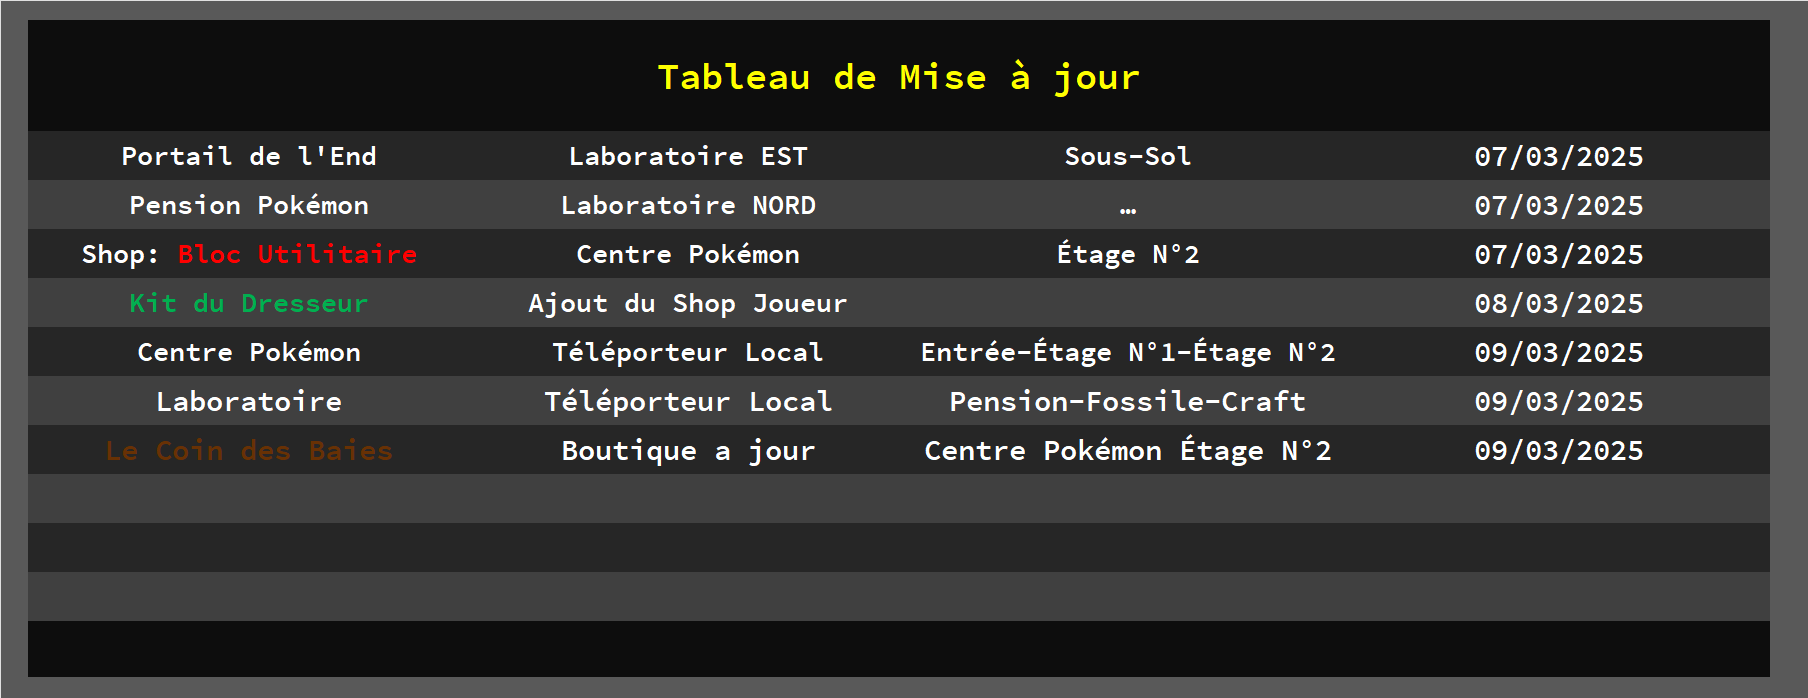 Tableau de Mise à jour
Portail de l'End Laboratoire EST Sous-Sol 07/03/2025
Pension Pokémon Laboratoire NORD … 07/03/2025
Shop: Bloc Utilitaire Centre Pokémon Étage N°2 07/03/2025
Kit du Dresseur Ajout du Shop Joueur 08/03/2025
Centre Pokémon Téléporteur Local Entrée-Étage N°1-Étage N°2 09/03/2025
Laboratoire Téléporteur Local Pension-Fossile-Craft 09/03/2025
Le Coin des Baies Boutique a jour Centre Pokémon Étage N°2 09/03/2025